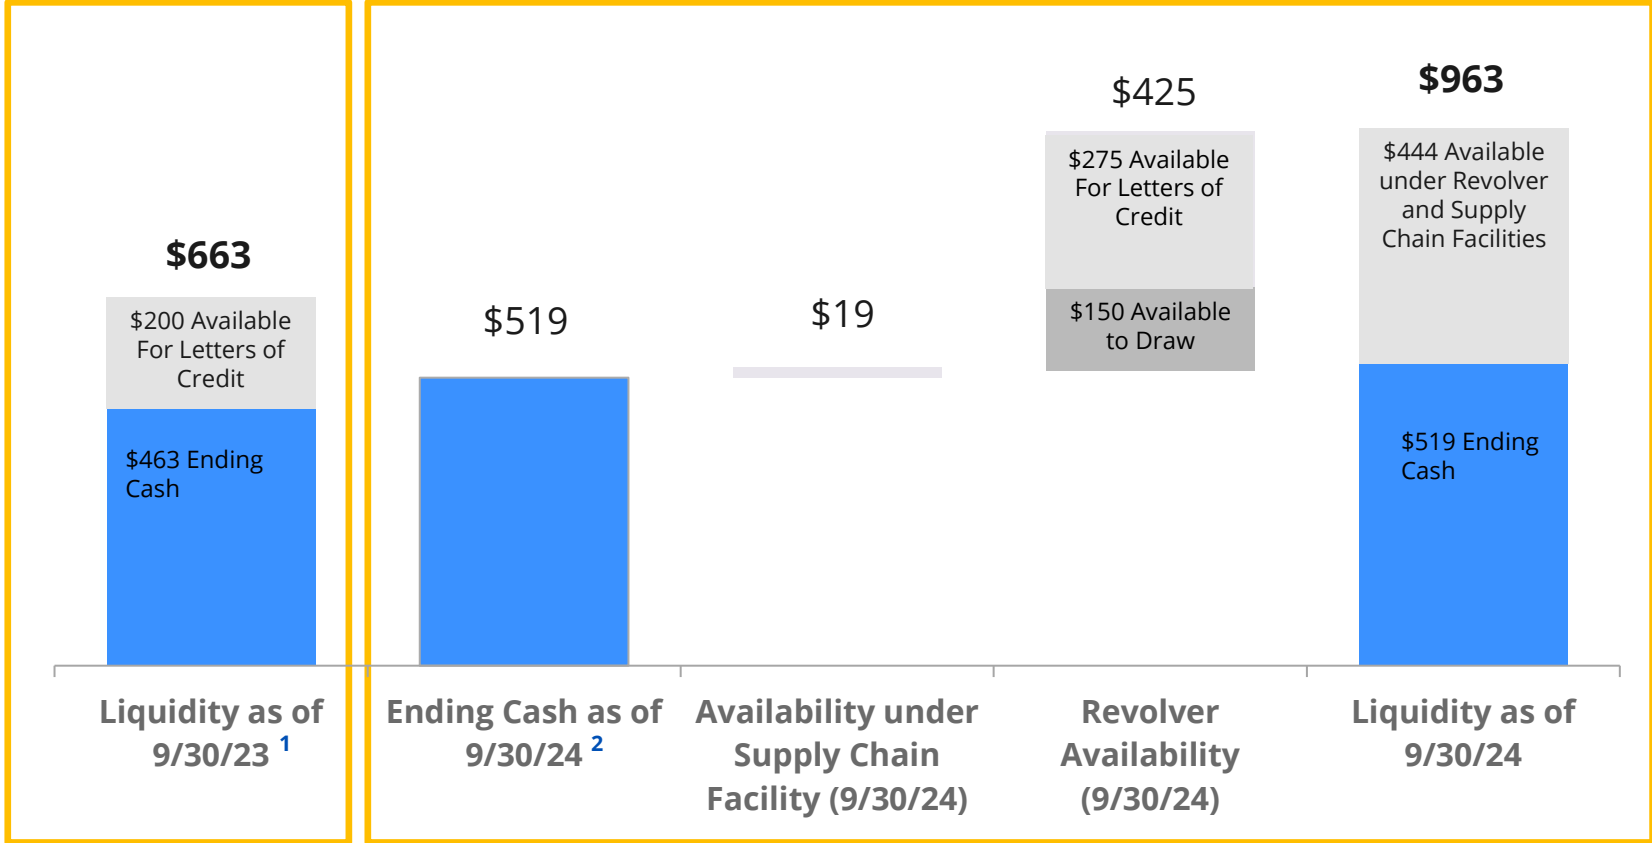 $663
$200 Available
For Letters of
Credit
$463 Ending
Cash
$519
$19
$425
$275 Available
For Letters of
Credit
$150 Available
to Draw
$963
$444 Available
under Revolver
and Supply
Chain Facilities
$519 Ending
Cash
Liquidity as of
9/30/23 1
Ending Cash as of
9/30/24 2
Availability under
Supply Chain
Facility (9/30/24)
Revolver
Availability
(9/30/24)
Liquidity as of
9/30/24